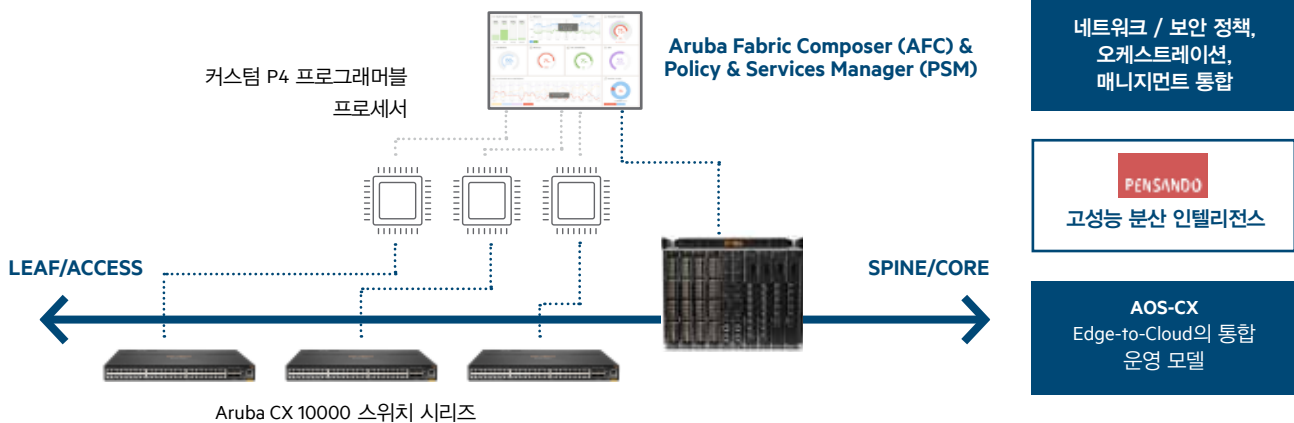 Aruba Fabric Composer (AFC) &
Policy & Services Manager (PSM)
커스텀 P4 프로그래머블
프로세서
LEAF/ACCESS
SPINE/CORE
Aruba CX 10000 스위치 시리즈
네트워크 / 보안 정책,
오케스트레이션,
매니지먼트 통합
PENSANDO
고성능 분산 인텔리전스
AOS-CX
Edge-to-Cloud의 통합
운영 모델